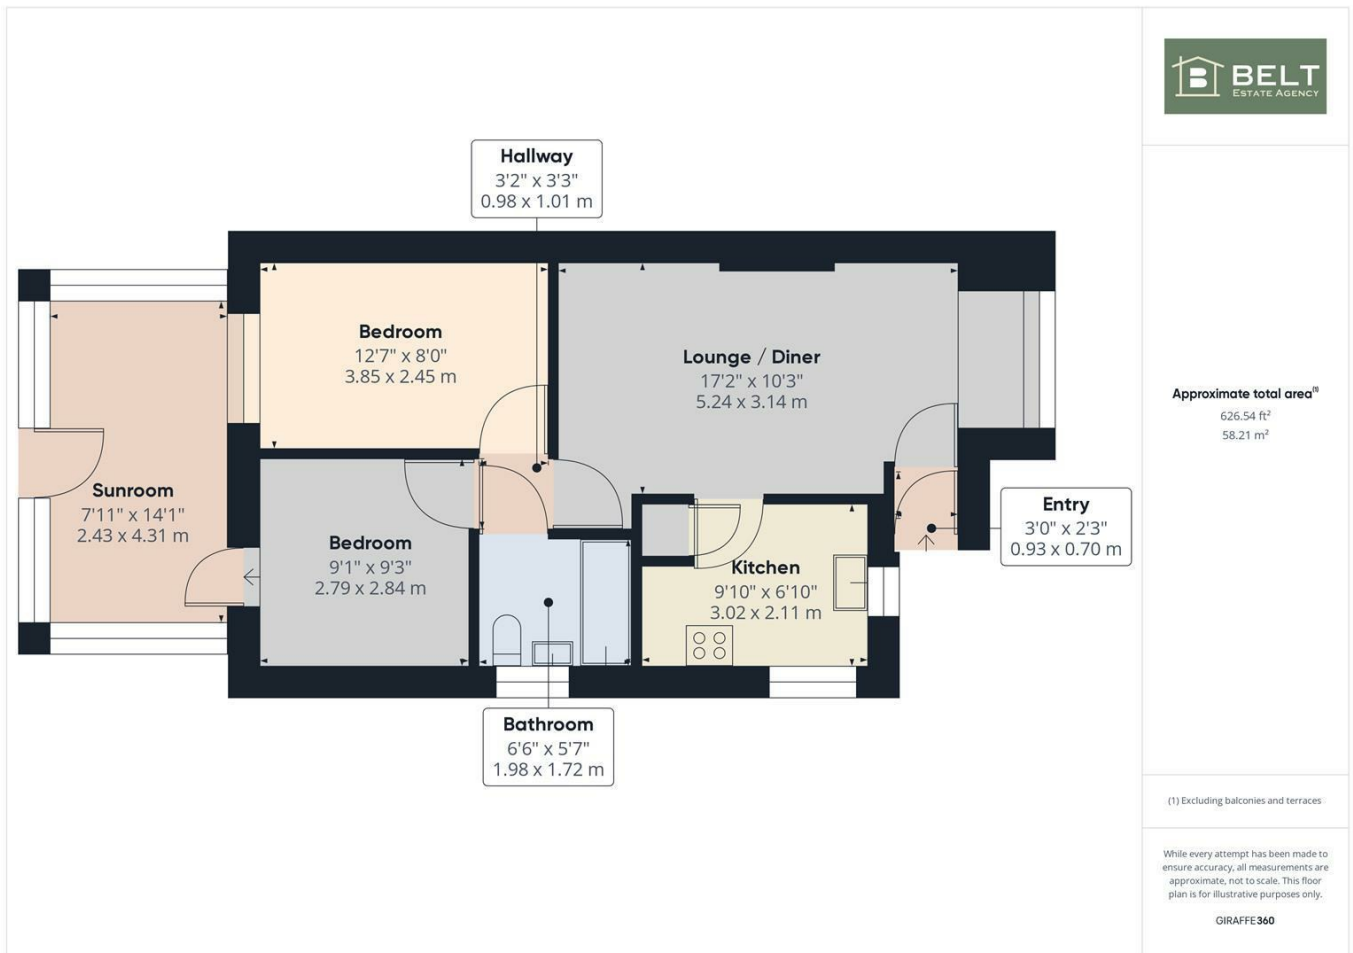 BELT
ESTATE AGENCY
Hallway
3'2" x 3'3"
0.98 x 1.01 m
Bedroom
12'7" x 8'0"
3.85 x 2.45 m
Lounge / Diner
17'2" x 10'3"
5.24 x 3.14 m
Sunroom
7'11" x 14'1"
2.43 x 4.31 m
Bedroom
9'1" x 9'3"
2.79 x 2.84 m
Kitchen
9'10" x 6'10"
3.02 x 2.11 m
Entry
3'0" x 2'3"
0.93 x 0.70 m
Bathroom
6'6" x 5'7"
1.98 x 1.72 m
Approximate total area⁽¹⁾
626.54 ft²
58.21 m²
(1) Excluding balconies and terraces
While every attempt has been made to
ensure accuracy, all measurements are
approximate, not to scale. This floor
plan is for illustrative purposes only.
GIRAFFE360